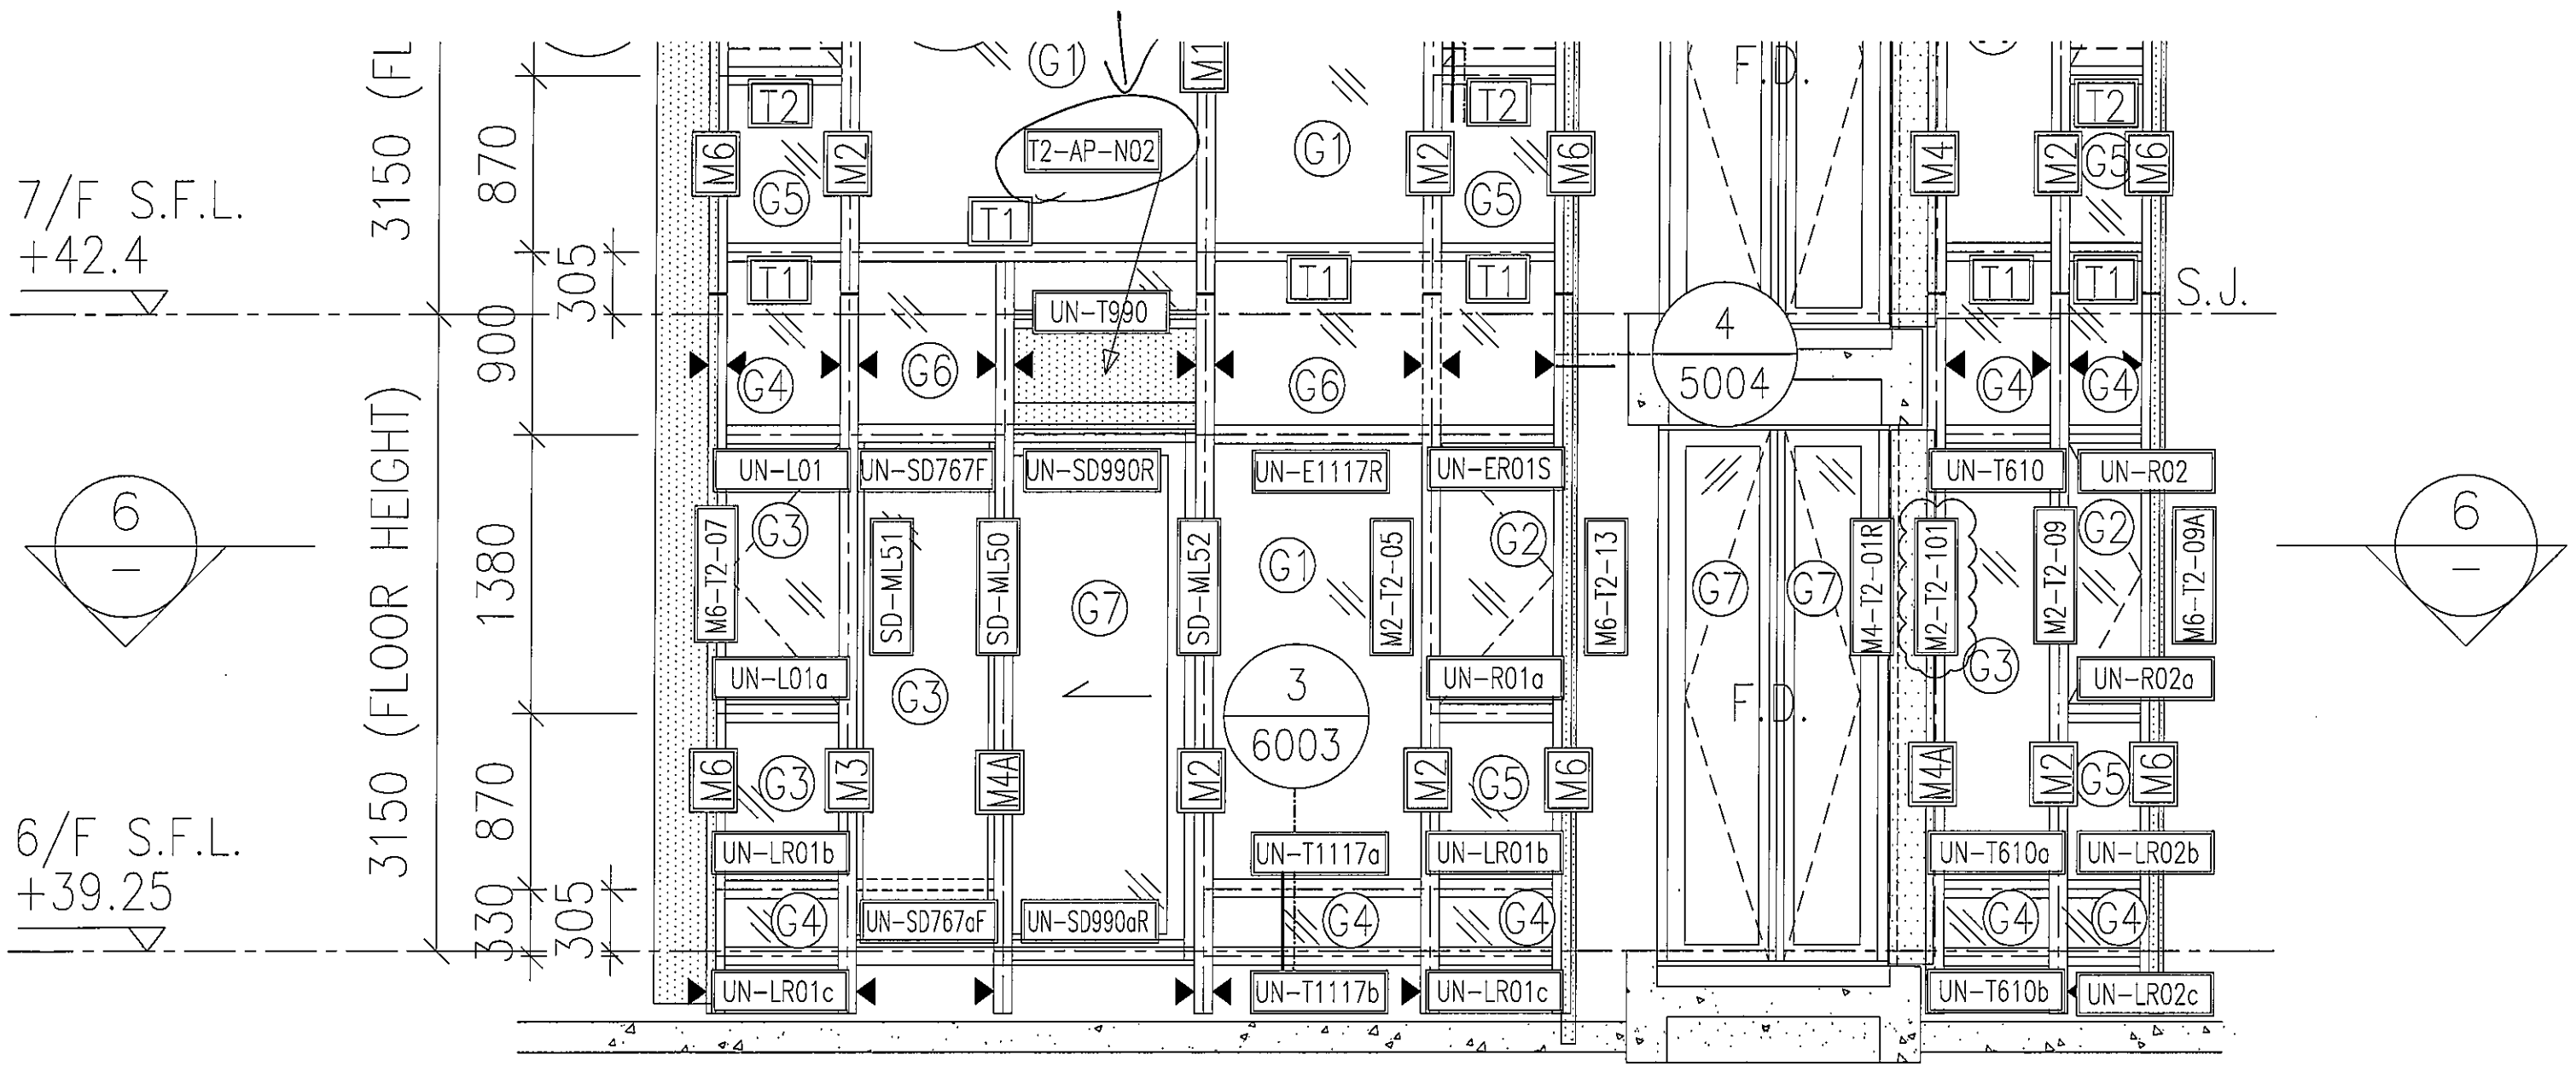 3150 (FL
870
7/F S.F.L.
+42.4
305
900
3150 (FLOOR HEIGHT)
1380
870
6/F S.F.L.
+39.25
330
305
6
–
6
–
G1
M1
F.D.
T2
T2-AP-N02
T2
T2
M6
M2
G5
G1
M2
G5
M6
M4
M2
G5
M6
T1
T1
T1
T1
T1
T1
S.J.
UN-T990
4
5004
G4
G6
G6
G4
G4
UN-L01
UN-SD767F
UN-SD990R
UN-E1117R
UN-ER01S
UN-T610
UN-R02
M6-T2-07
G3
SD-ML51
SD-ML50
G7
SD-ML52
G1
M2-T2-05
G2
M6-T2-13
G7
G7
M4-T2-01R
M2-T2-101
M2-T2-09
G2
M6-T2-09A
UN-L01a
G3
UN-R01a
G3
UN-R02a
3
6003
F.D.
M6
G3
M3
M4A
M2
M2
G5
M6
M4A
M2
G5
M6
UN-LR01b
UN-T1117a
UN-LR01b
UN-T610a
UN-LR02b
G4
UN-SD767aF
UN-SD990aR
G4
G4
G4
G4
UN-LR01c
UN-T1117b
UN-LR01c
UN-T610b
UN-LR02c